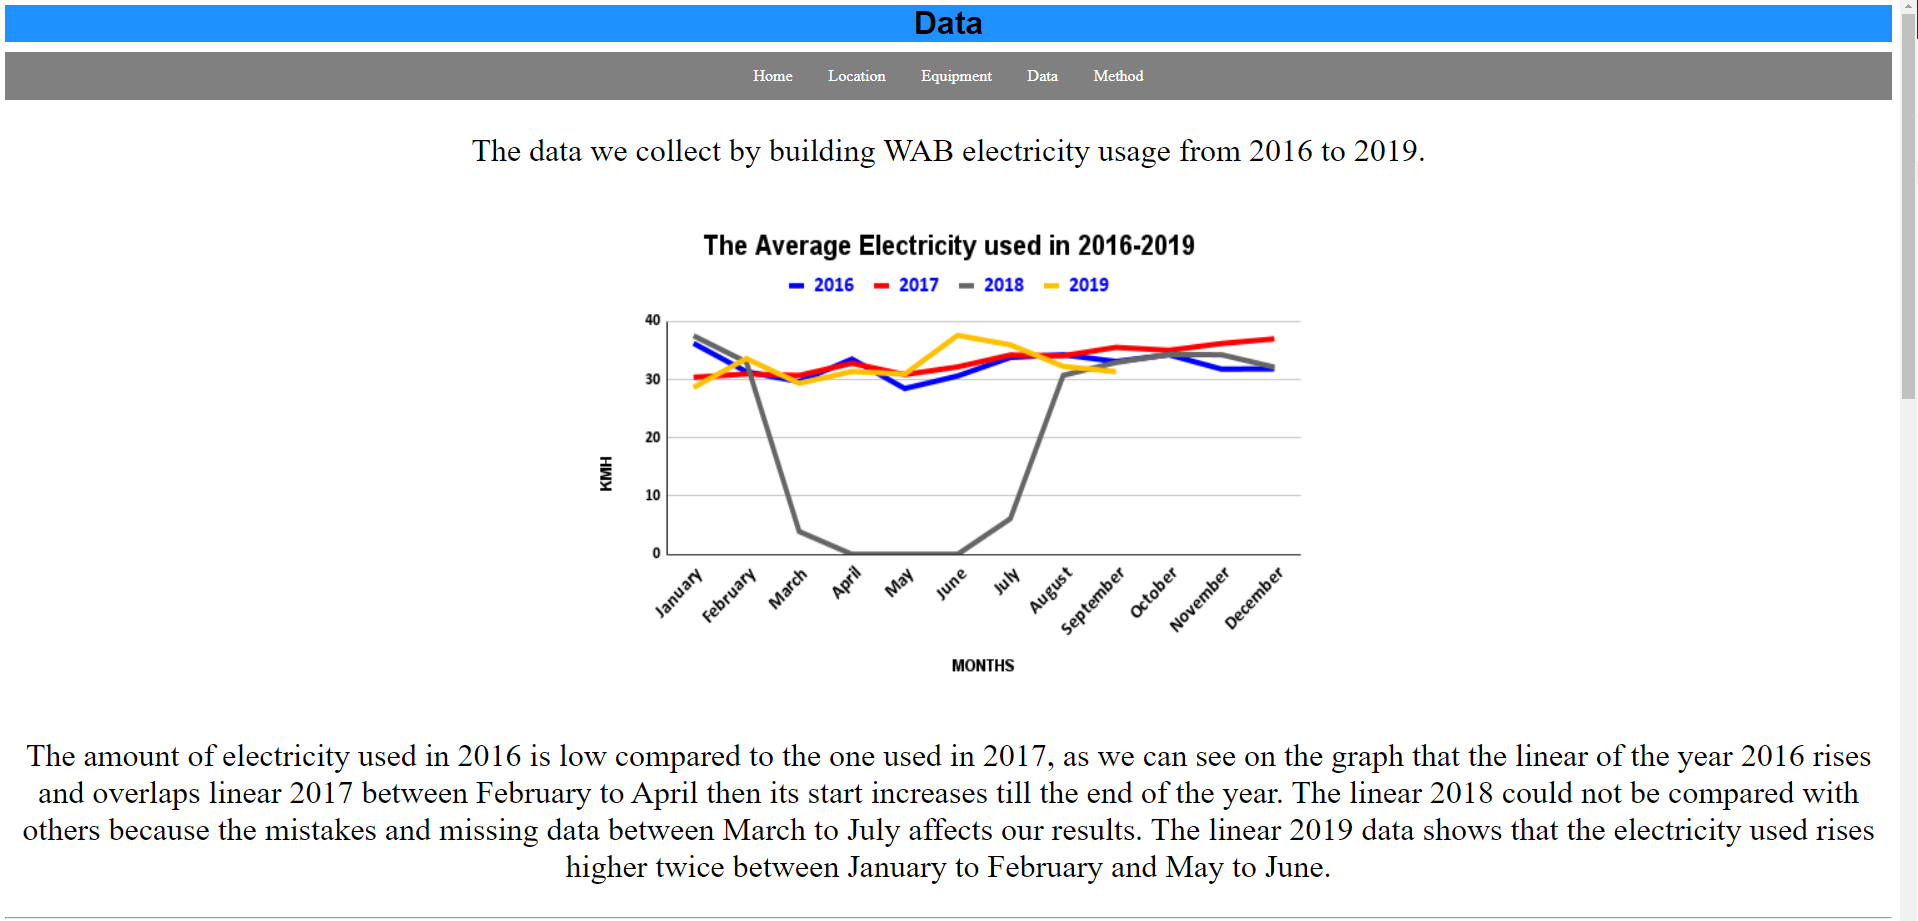 Data
Home Location Equipment Data Method
The data we collect by building WAB electricity usage from 2016 to 2019.
The Average Electricity used in 2016-2019
2016 2017 2018 2019
40
30
20
10
0
KMH
January February March April May June July August September October November December
MONTHS
The amount of electricity used in 2016 is low compared to the one used in 2017, as we can see on the graph that the linear of the year 2016 rises
and overlaps linear 2017 between February to April then its start increases till the end of the year. The linear 2018 could not be compared with
others because the mistakes and missing data between March to July affects our results. The linear 2019 data shows that the electricity used rises
higher twice between January to February and May to June.